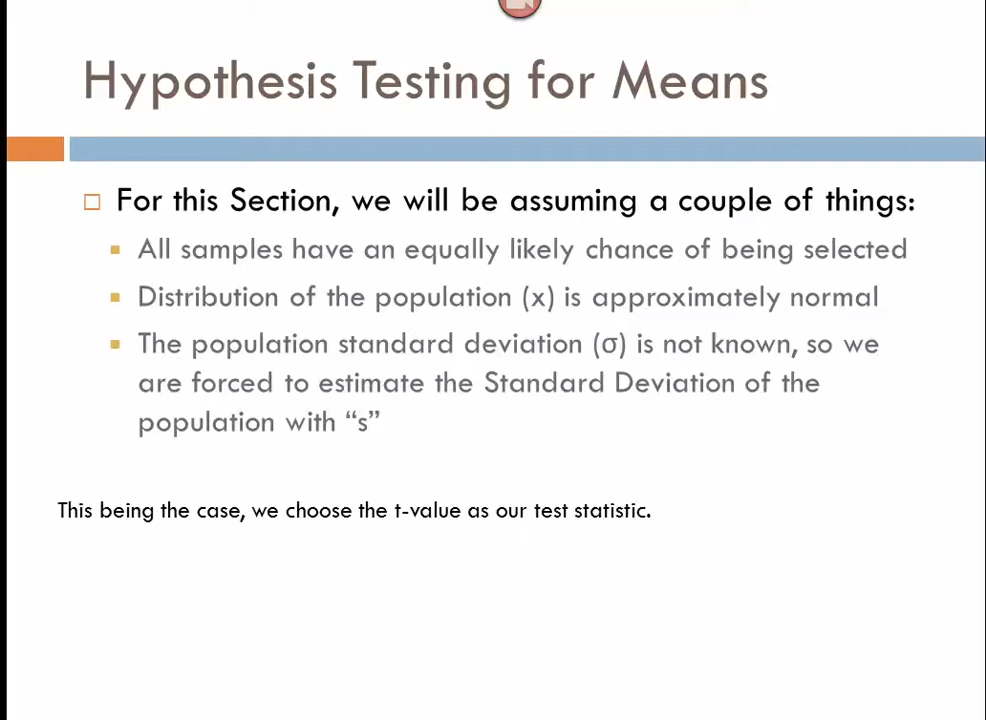 Hypothesis Testing for Means
For this Section, we will be assuming a couple of things:
All samples have an equally likely chance of being selected
Distribution of the population (x) is approximately normal
The population standard deviation (σ) is not known, so we
are forced to estimate the Standard Deviation of the
population with “s”
This being the case, we choose the t-value as our test statistic.